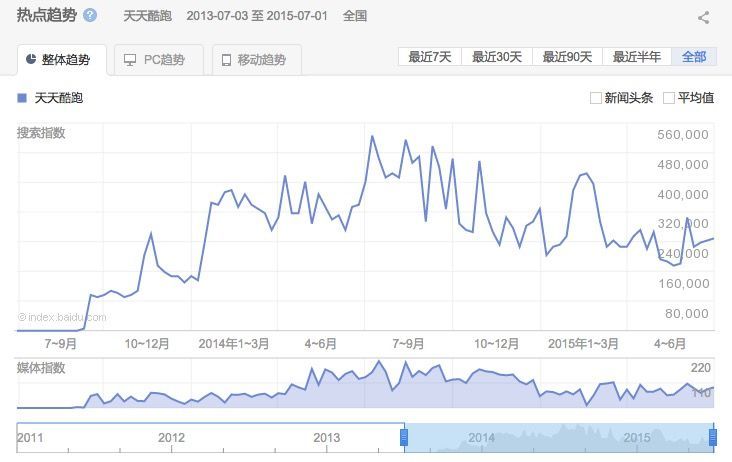 热点趋势 ? 天天酷跑 2013-07-03 至 2015-07-01 全国
整体趋势 PC趋势 移动趋势 最近7天 最近30天 最近90天 最近半年 全部
天天酷跑 新闻头条 平均值
搜索指数
560,000
480,000
400,000
320,000
240,000
160,000
80,000
© index.baidu.com
7~9月 10~12月 2014年1~3月 4~6月 7~9月 10~12月 2015年1~3月 4~6月
媒体指数
220
110
2011 2012 2013 2014 2015